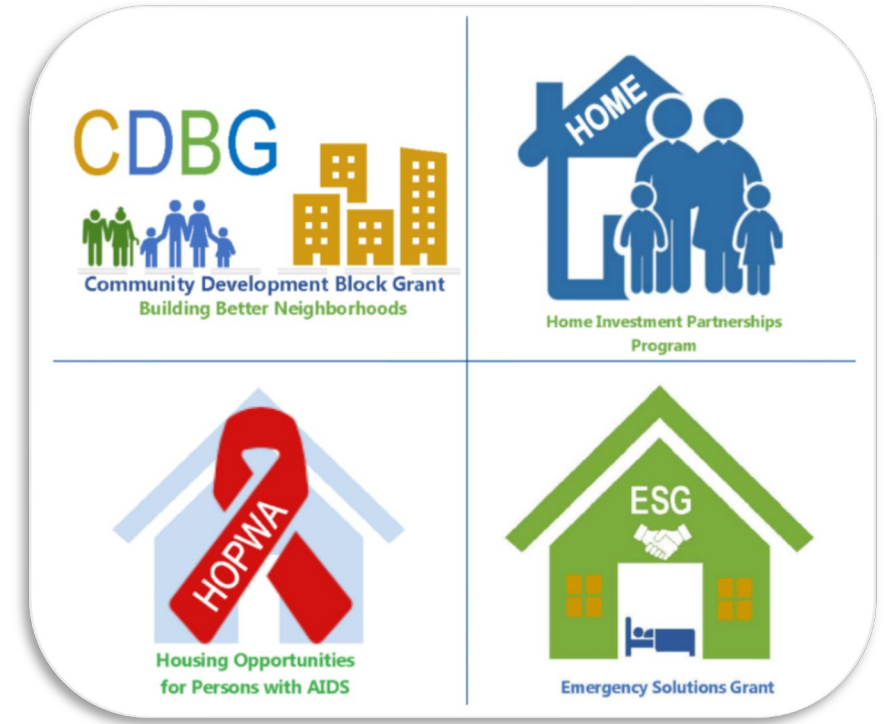 CDBG
Community Development Block Grant
Building Better Neighborhoods
HOME
Home Investment Partnerships
Program
HOPWA
Housing Opportunities
for Persons with AIDS
ESG
Emergency Solutions Grant